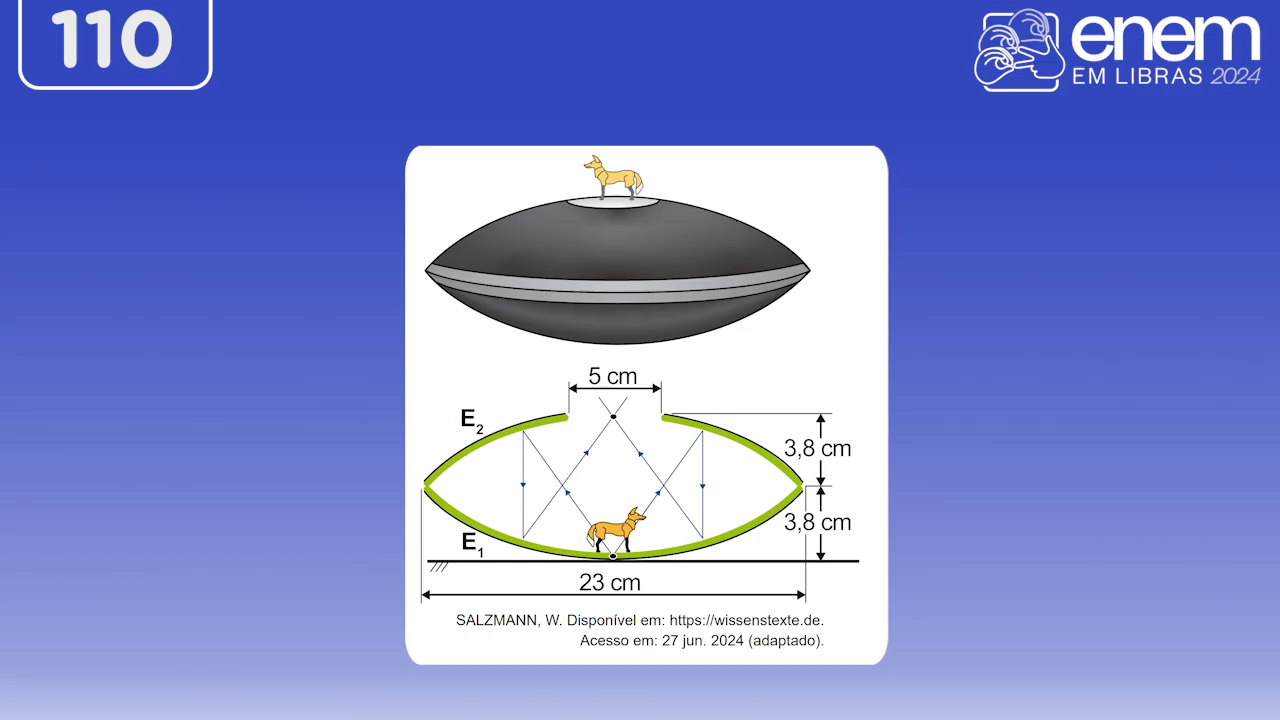 110
enem
EM LIBRAS 2024
5 cm
E2
3,8 cm
3,8 cm
E1
23 cm
SALZMANN, W. Disponível em: https://wissenstexte.de.
Acesso em: 27 jun. 2024 (adaptado).